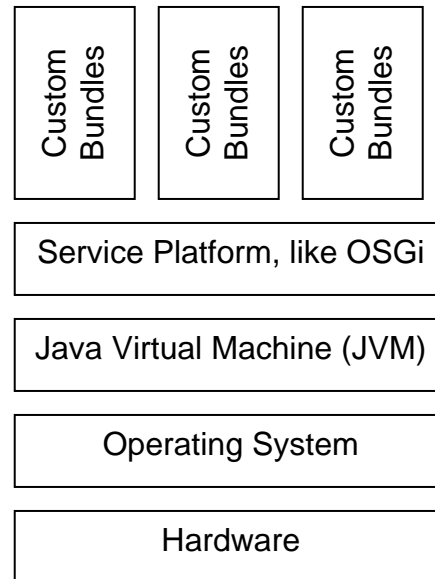 Custom
Bundles
Custom
Bundles
Custom
Bundles
Service Platform, like OSGi
Java Virtual Machine (JVM)
Operating System
Hardware